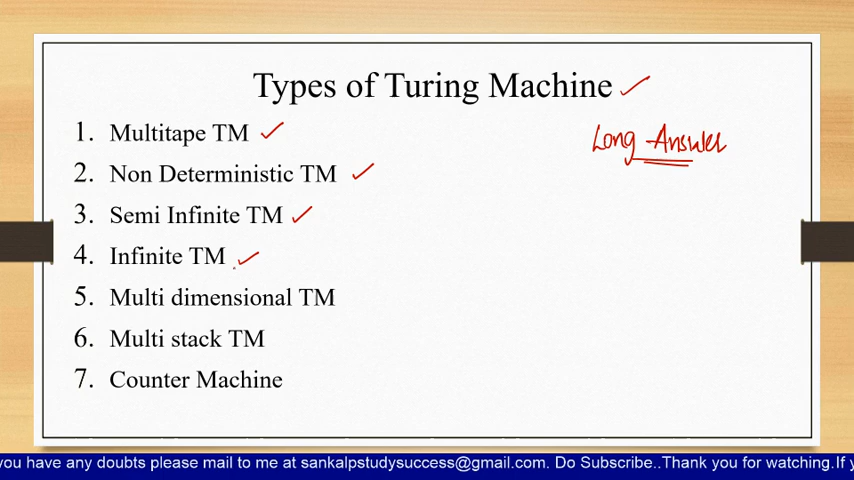 Types of Turing Machine
Long Answer
1. Multitape TM
2. Non Deterministic TM
3. Semi Infinite TM
4. Infinite TM
5. Multi dimensional TM
6. Multi stack TM
7. Counter Machine
you have any doubts please mail to me at sankalpstudysuccess@gmail.com. Do Subscribe..Thank you for watching.If y